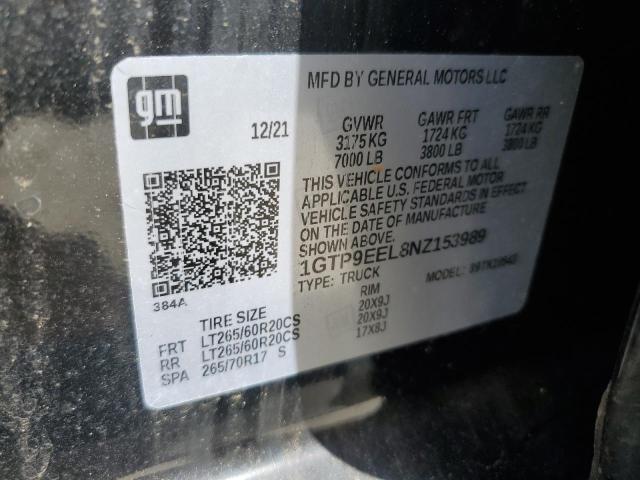 gm
MFD BY GENERAL MOTORS LLC
12/21
GVWR GAWR FRT GAWR RR
3175 KG 1724 KG 1724 KG
7000 LB 3800 LB 3800 LB
THIS VEHICLE CONFORMS TO ALL
APPLICABLE U.S. FEDERAL MOTOR
VEHICLE SAFETY STANDARDS IN EFFECT
ON THE DATE OF MANUFACTURE
SHOWN ABOVE.
1GTP9EEL8NZ153989
TYPE: TRUCK MODEL:
384A
TIRE SIZE RIM
FRT LT265/60R20CS 20X9J
RR LT265/60R20CS 20X9J
SPA 265/70R17 S 17X8J